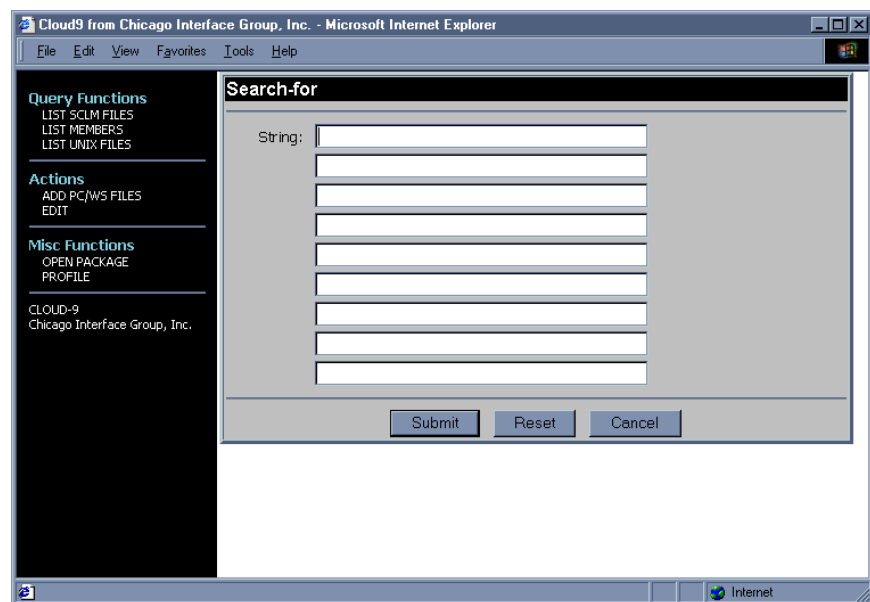 Cloud9 from Chicago Interface Group, Inc. - Microsoft Internet Explorer
File Edit View Favorites Tools Help
Query Functions
LIST SCLM FILES
LIST MEMBERS
LIST UNIX FILES
Actions
ADD PC/WS FILES
EDIT
Misc Functions
OPEN PACKAGE
PROFILE
CLOUD-9
Chicago Interface Group, Inc.
Search-for
String:
Submit Reset Cancel
Internet